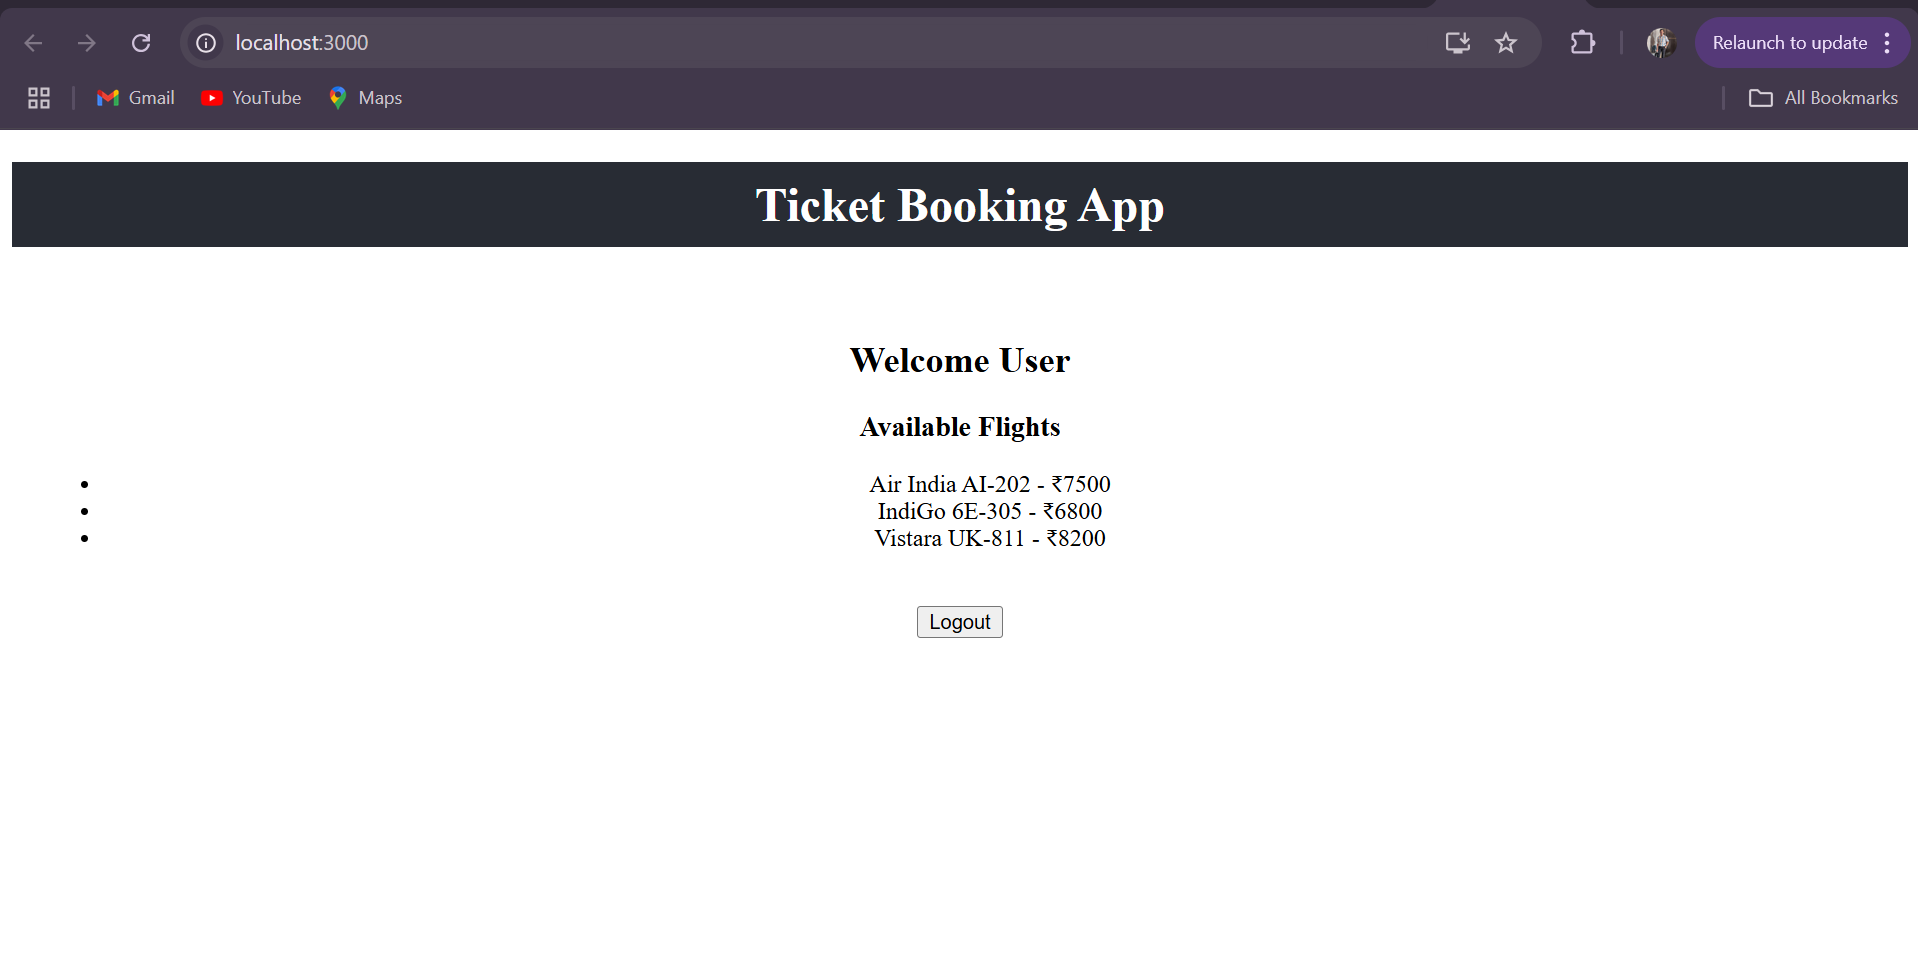 localhost:3000
Relaunch to update
Gmail YouTube Maps All Bookmarks
Ticket Booking App
Welcome User
Available Flights
• Air India AI-202 - ₹7500
• IndiGo 6E-305 - ₹6800
• Vistara UK-811 - ₹8200
Logout